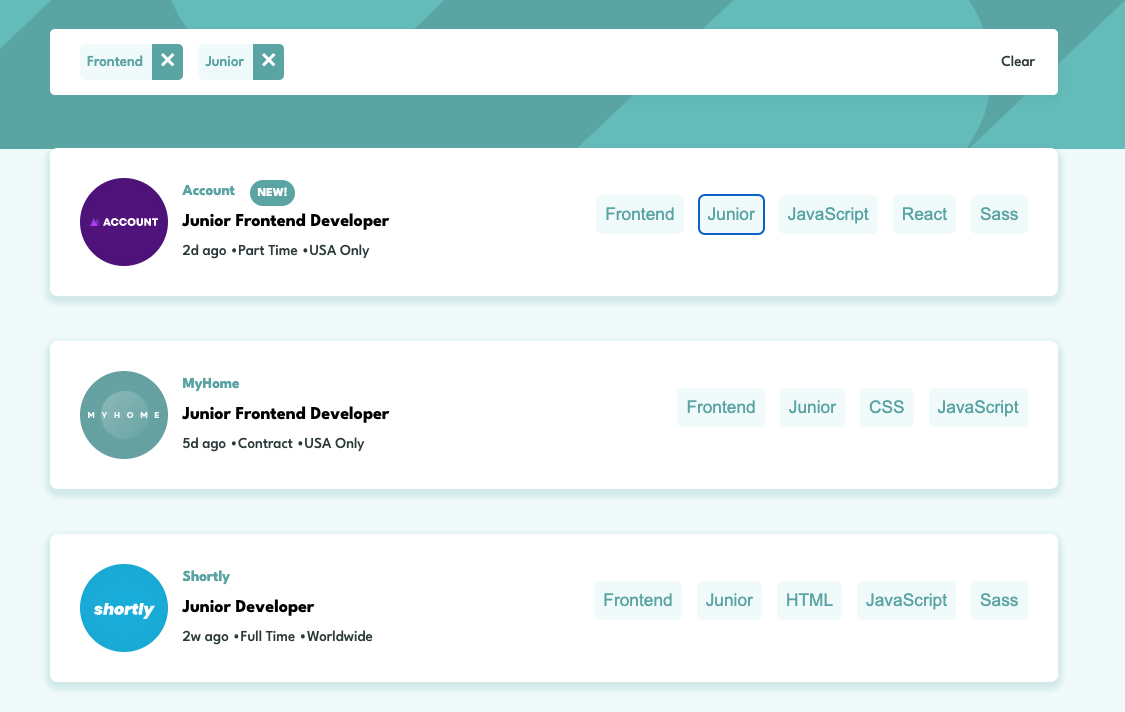 Frontend ✕ Junior ✕ Clear
ACCOUNT
Account NEW!
Junior Frontend Developer
2d ago •Part Time •USA Only
Frontend Junior JavaScript React Sass
MYHOME
MyHome
Junior Frontend Developer
5d ago •Contract •USA Only
Frontend Junior CSS JavaScript
shortly
Shortly
Junior Developer
2w ago •Full Time •Worldwide
Frontend Junior HTML JavaScript Sass